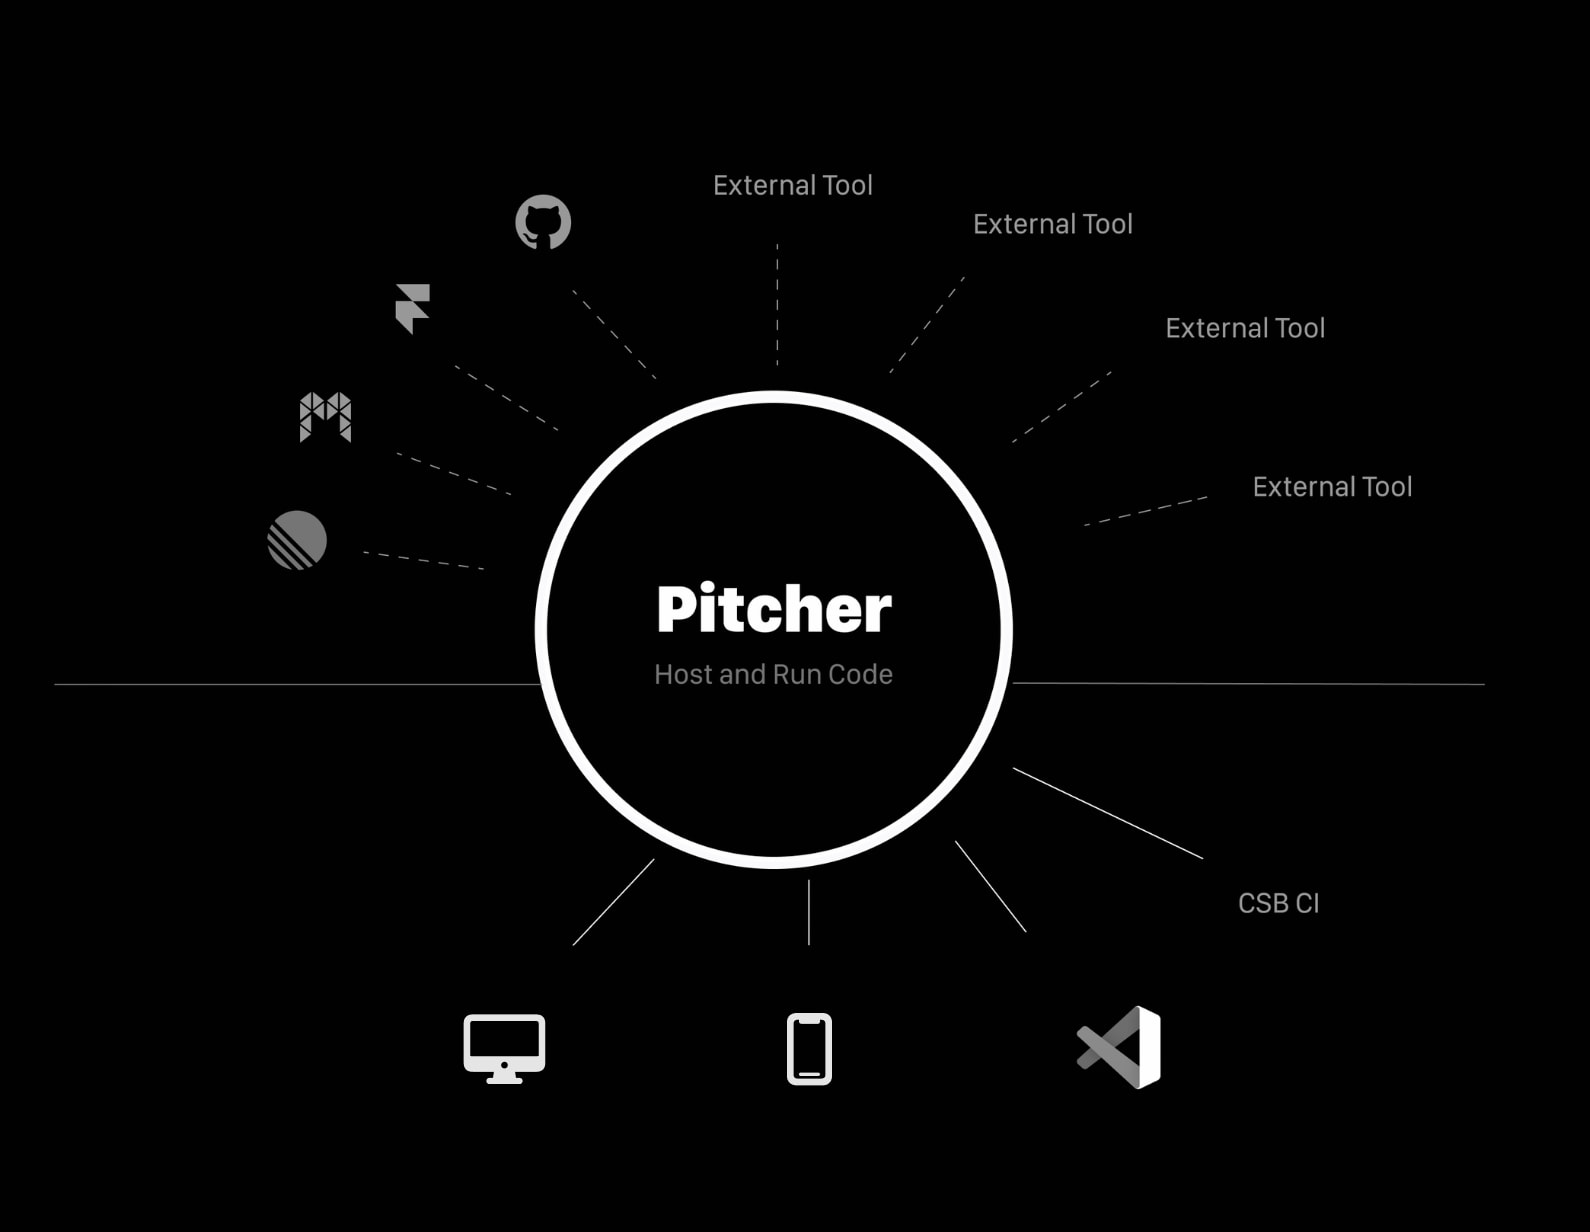 External Tool
External Tool
External Tool
External Tool
Pitcher
Host and Run Code
CSB CI